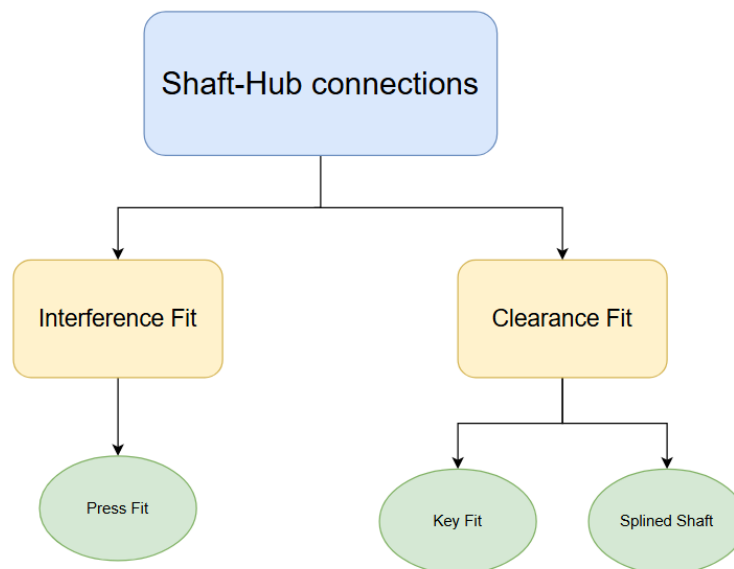 Shaft-Hub connections
Interference Fit
Clearance Fit
Press Fit
Key Fit
Splined Shaft